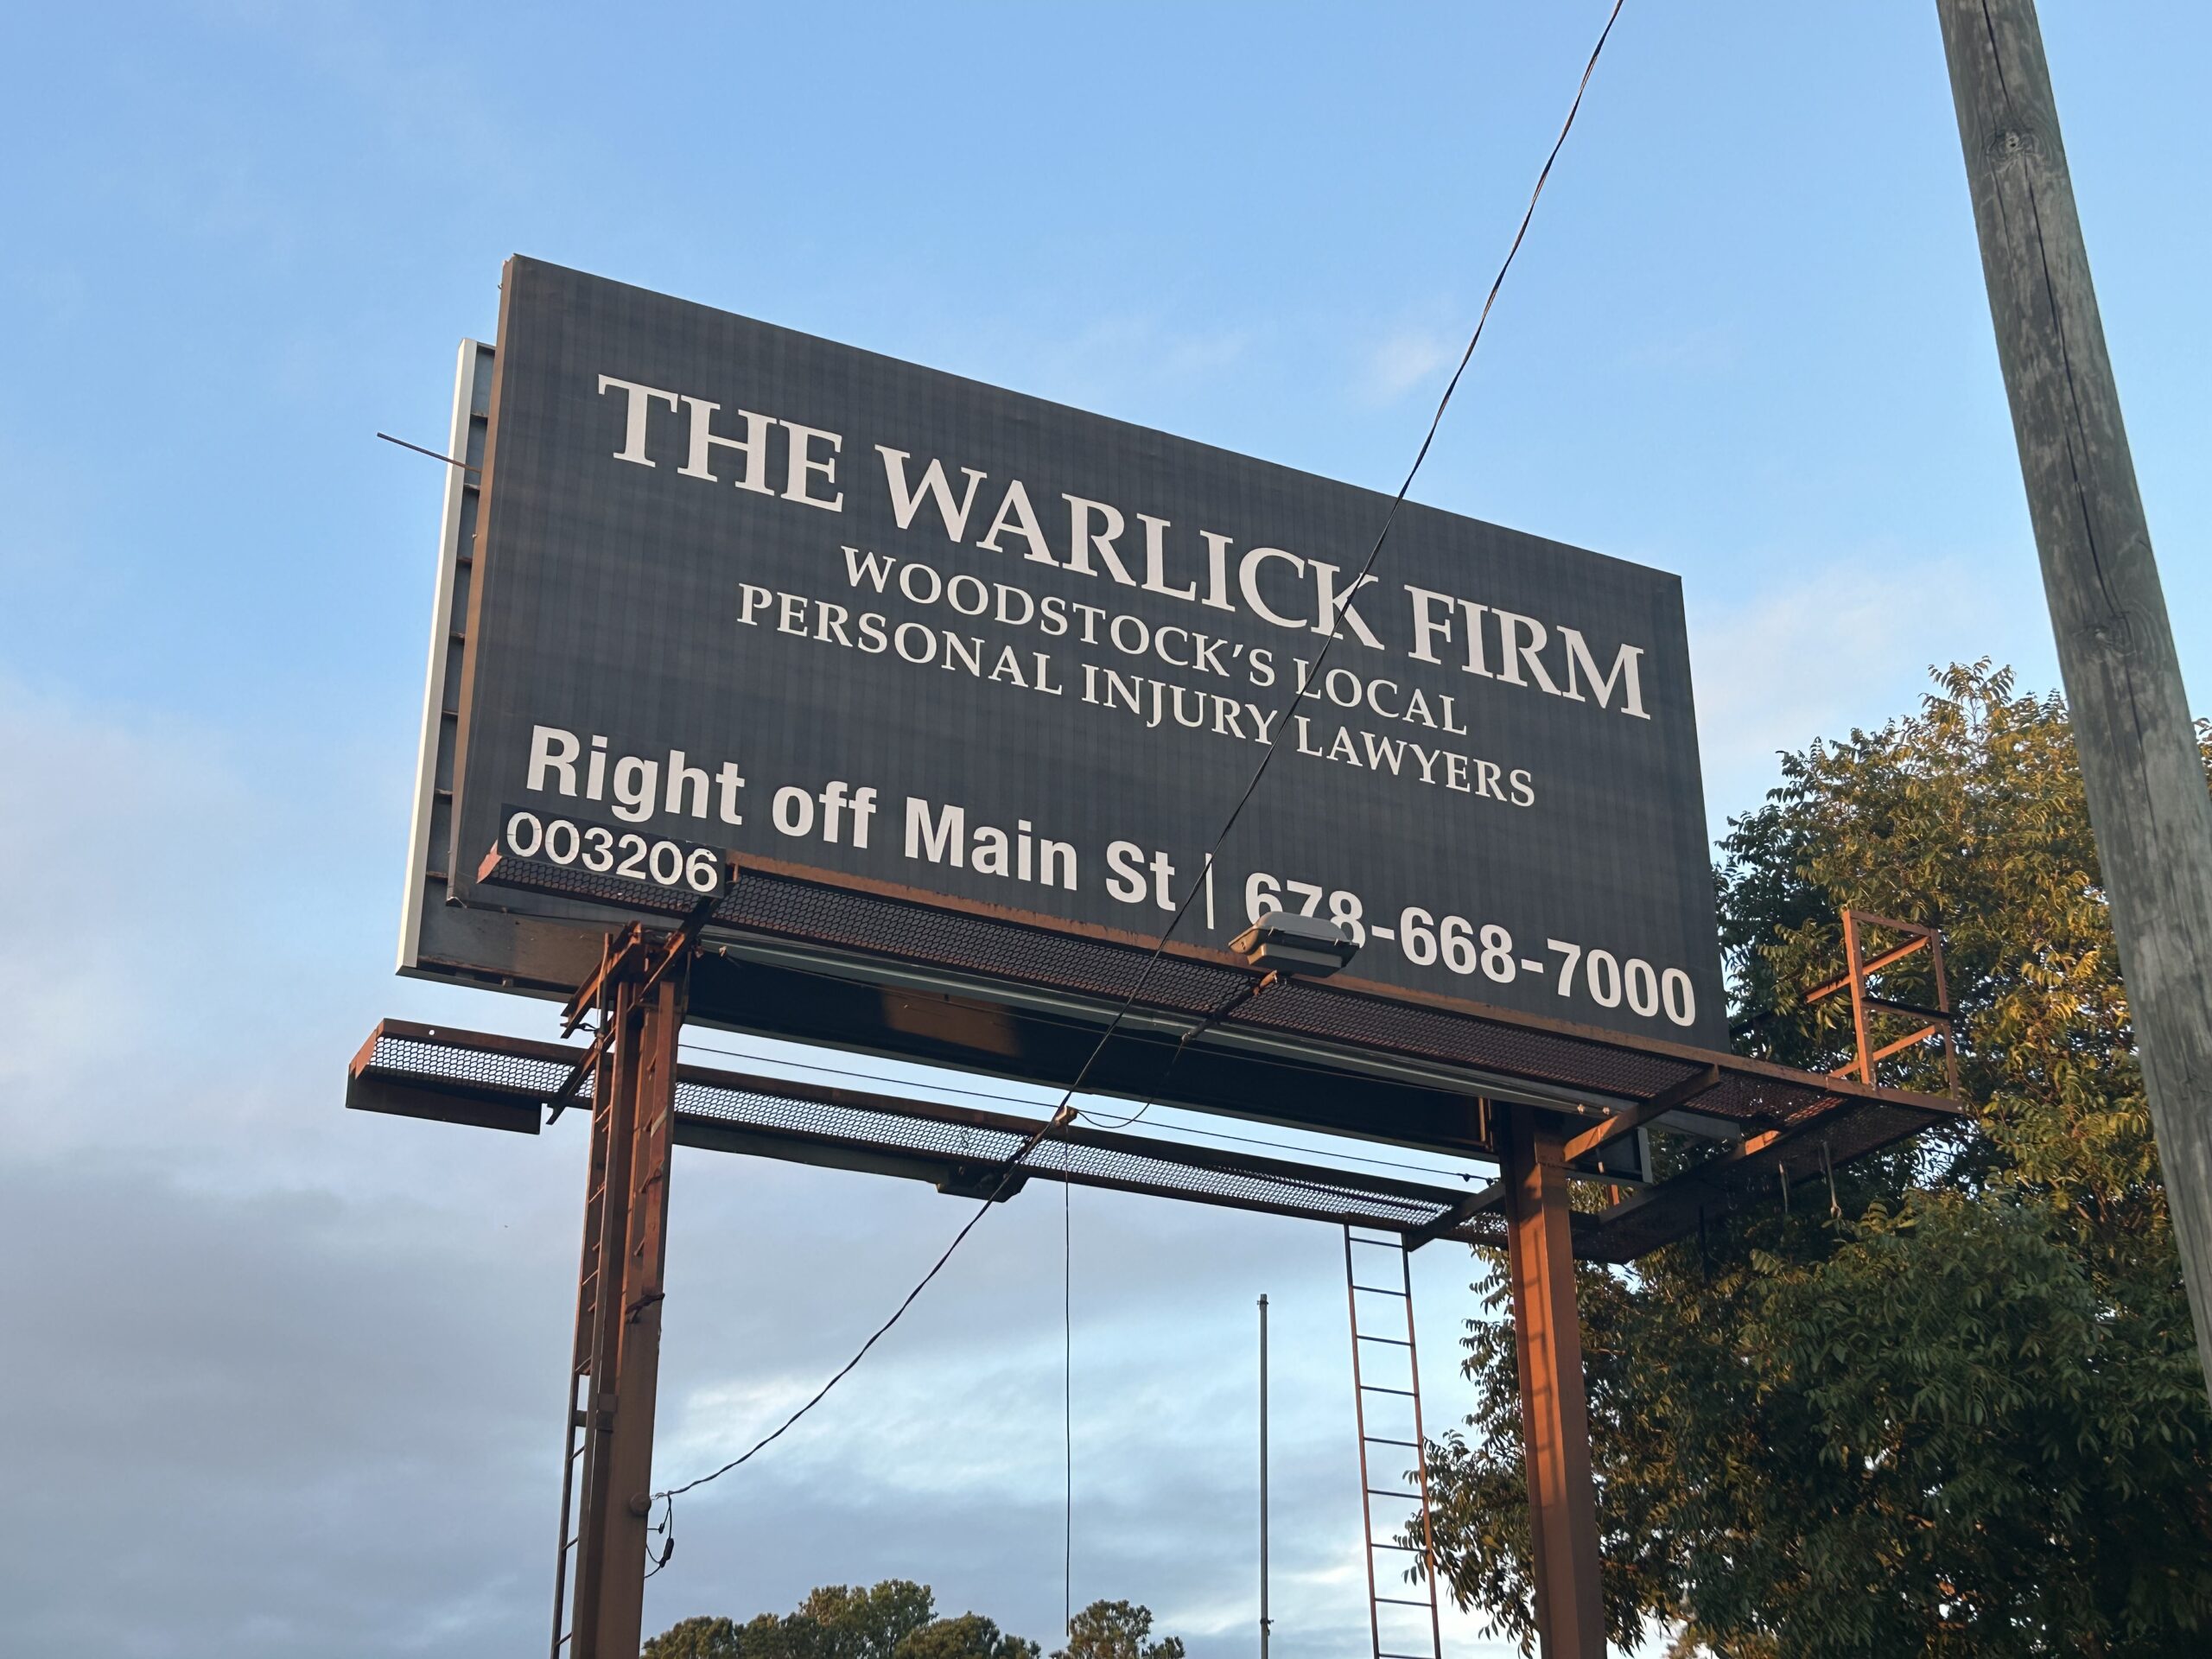 THE WARLICK FIRM
WOODSTOCK'S LOCAL
PERSONAL INJURY LAWYERS
Right off Main St | 678-668-7000
003206